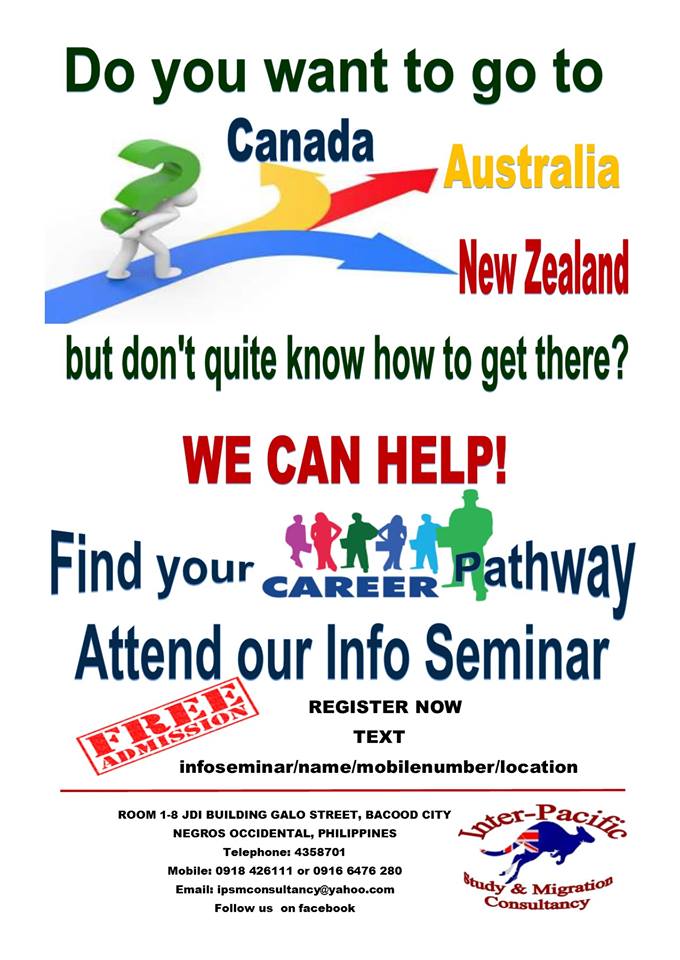 Do you want to go to
Canada
Australia
New Zealand
but don't quite know how to get there?
WE CAN HELP!
Find your CAREER Pathway
Attend our Info Seminar
FREE
ADMISSION
REGISTER NOW
TEXT
infoseminar/name/mobilenumber/location
ROOM 1-8 JDI BUILDING GALO STREET, BACOOD CITY
NEGROS OCCIDENTAL, PHILIPPINES
Telephone: 4358701
Mobile: 0918 426111 or 0916 6476 280
Email: ipsmconsultancy@yahoo.com
Follow us on facebook
Inter-Pacific
Study & Migration
Consultancy